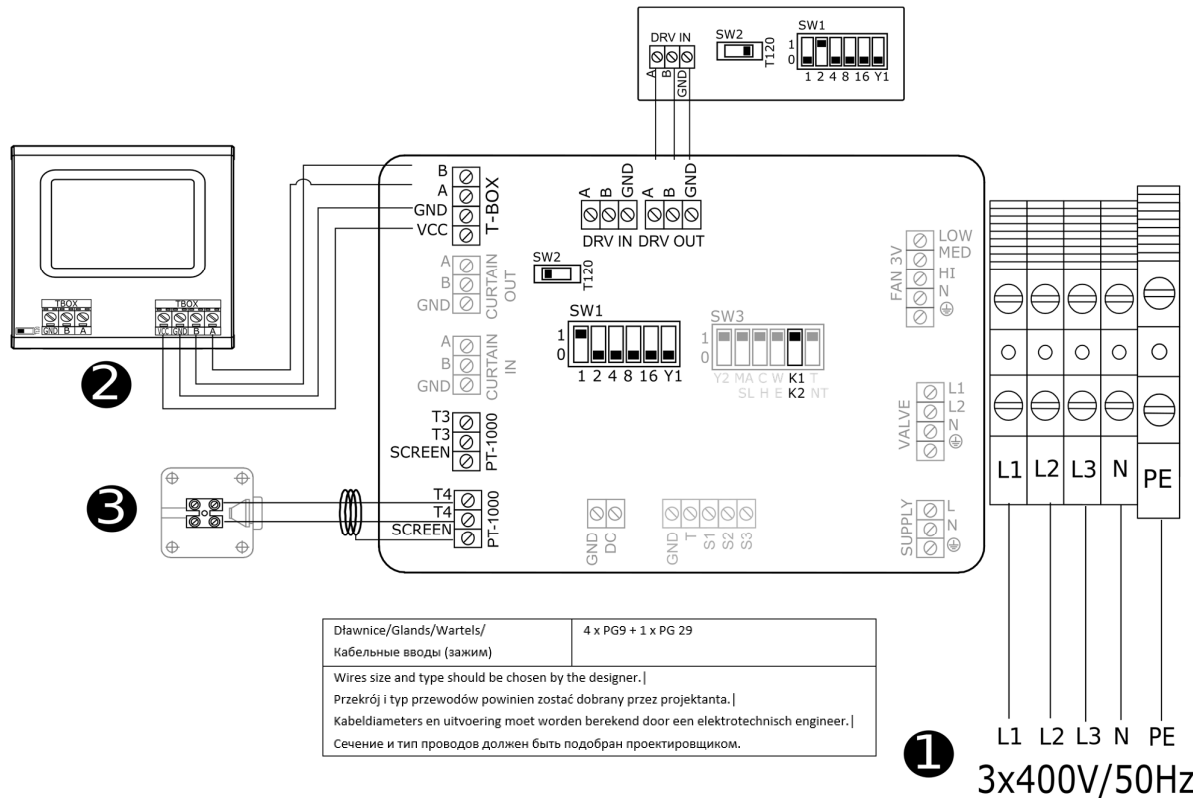 DRV IN
A
B
GND
SW2
T120
SW1
1
0
1 2 4 8 16 Y1
B
A
GND
VCC
T-BOX
A
B
GND
DRV IN
A
B
GND
DRV OUT
SW2
T120
A
B
GND
CURTAIN
OUT
A
B
GND
CURTAIN
IN
SW1
1
0
1 2 4 8 16 Y1
SW3
1
0
Y2 MA C W K1 T
SL H E K2 NT
FAN 3V
LOW
MED
HI
N
VALVE
L1
L2
N
SUPPLY
L
N
T3
T3
SCREEN
PT-1000
T4
T4
SCREEN
PT-1000
GND
DC
GND
T
S1
S2
S3
TBOX
GND B A
TBOX
VCC GND B A
2
3
L1 L2 L3 N PE
Dławnice/Glands/Wartels/
Кабельные вводы (зажим)
4 x PG9 + 1 x PG 29
Wires size and type should be chosen by the designer.|
Przekrój i typ przewodów powinien zostać dobrany przez projektanta.|
Kabeldiameters en uitvoering moet worden berekend door een elektrotechnisch engineer.|
Сечение и тип проводов должен быть подобран проектировщиком.
1
L1 L2 L3 N PE
3x400V/50Hz